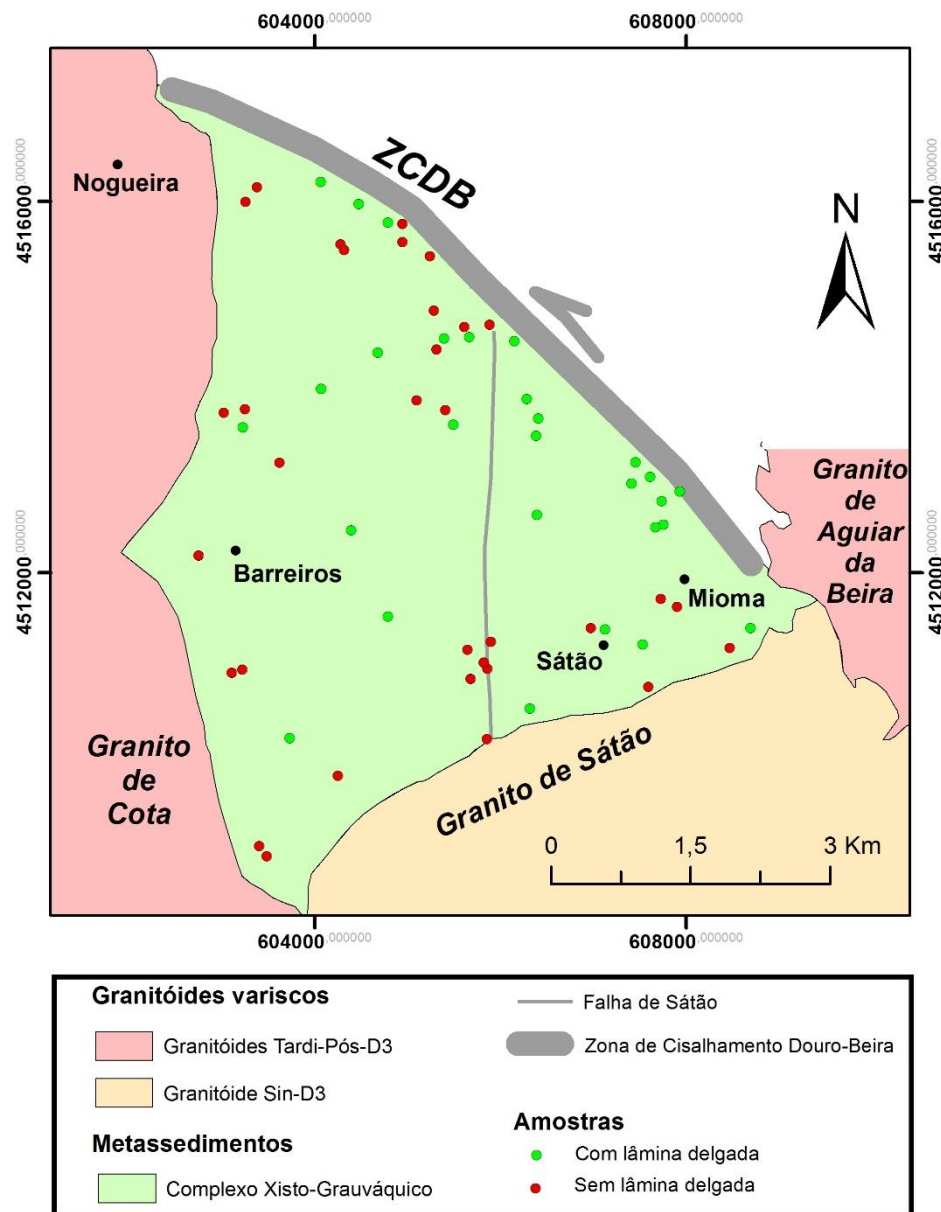 604000.000000
608000.000000
4516000.000000
4516000.000000
ZCDB
Nogueira
N
Granito
de
Aguiar
da
Beira
4512000.000000
4512000.000000
Barreiros
Mioma
Sátão
Granito
de
Cota
Granito de Sátão
0
1,5
3 Km
604000.000000
608000.000000
Granitóides variscos
Granitóides Tardi-Pós-D3
Granitóide Sin-D3
Metassedimentos
Complexo Xisto-Grauváquico
Falha de Sátão
Zona de Cisalhamento Douro-Beira
Amostras
Com lâmina delgada
Sem lâmina delgada